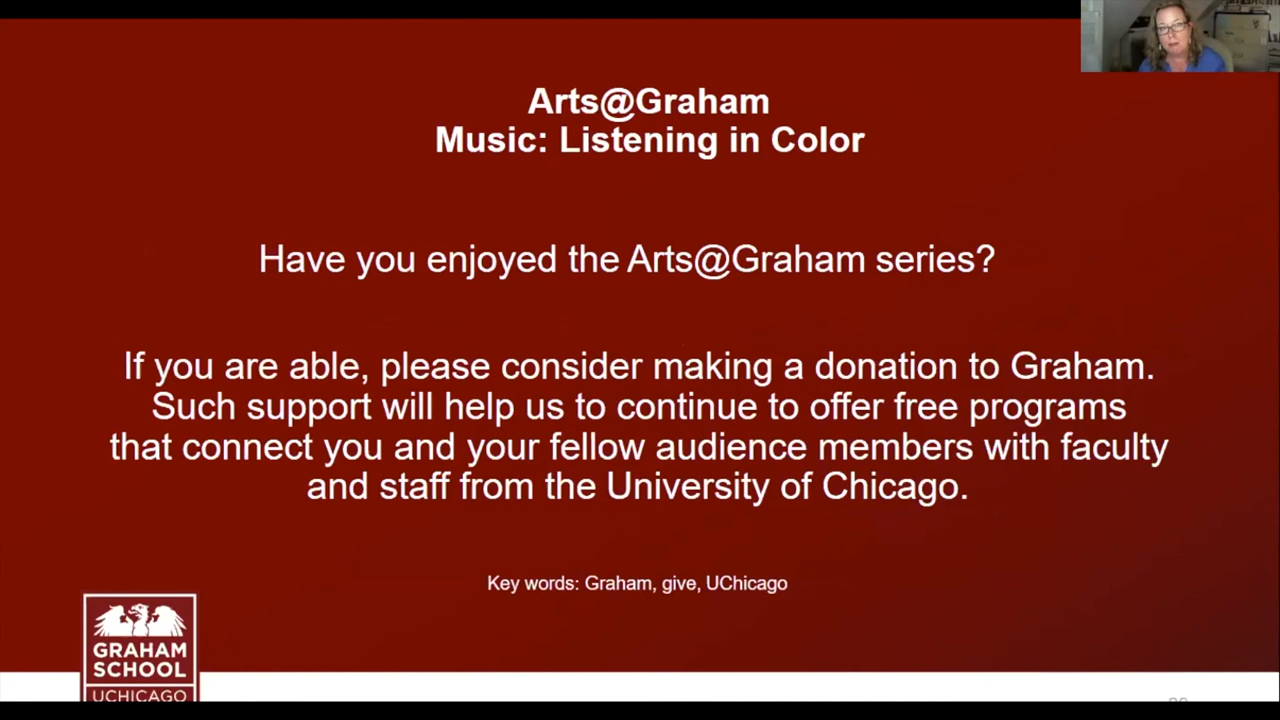 Arts@Graham
Music: Listening in Color
Have you enjoyed the Arts@Graham series?
If you are able, please consider making a donation to Graham.
Such support will help us to continue to offer free programs
that connect you and your fellow audience members with faculty
and staff from the University of Chicago.
Key words: Graham, give, UChicago
GRAHAM
SCHOOL
UCHICAGO